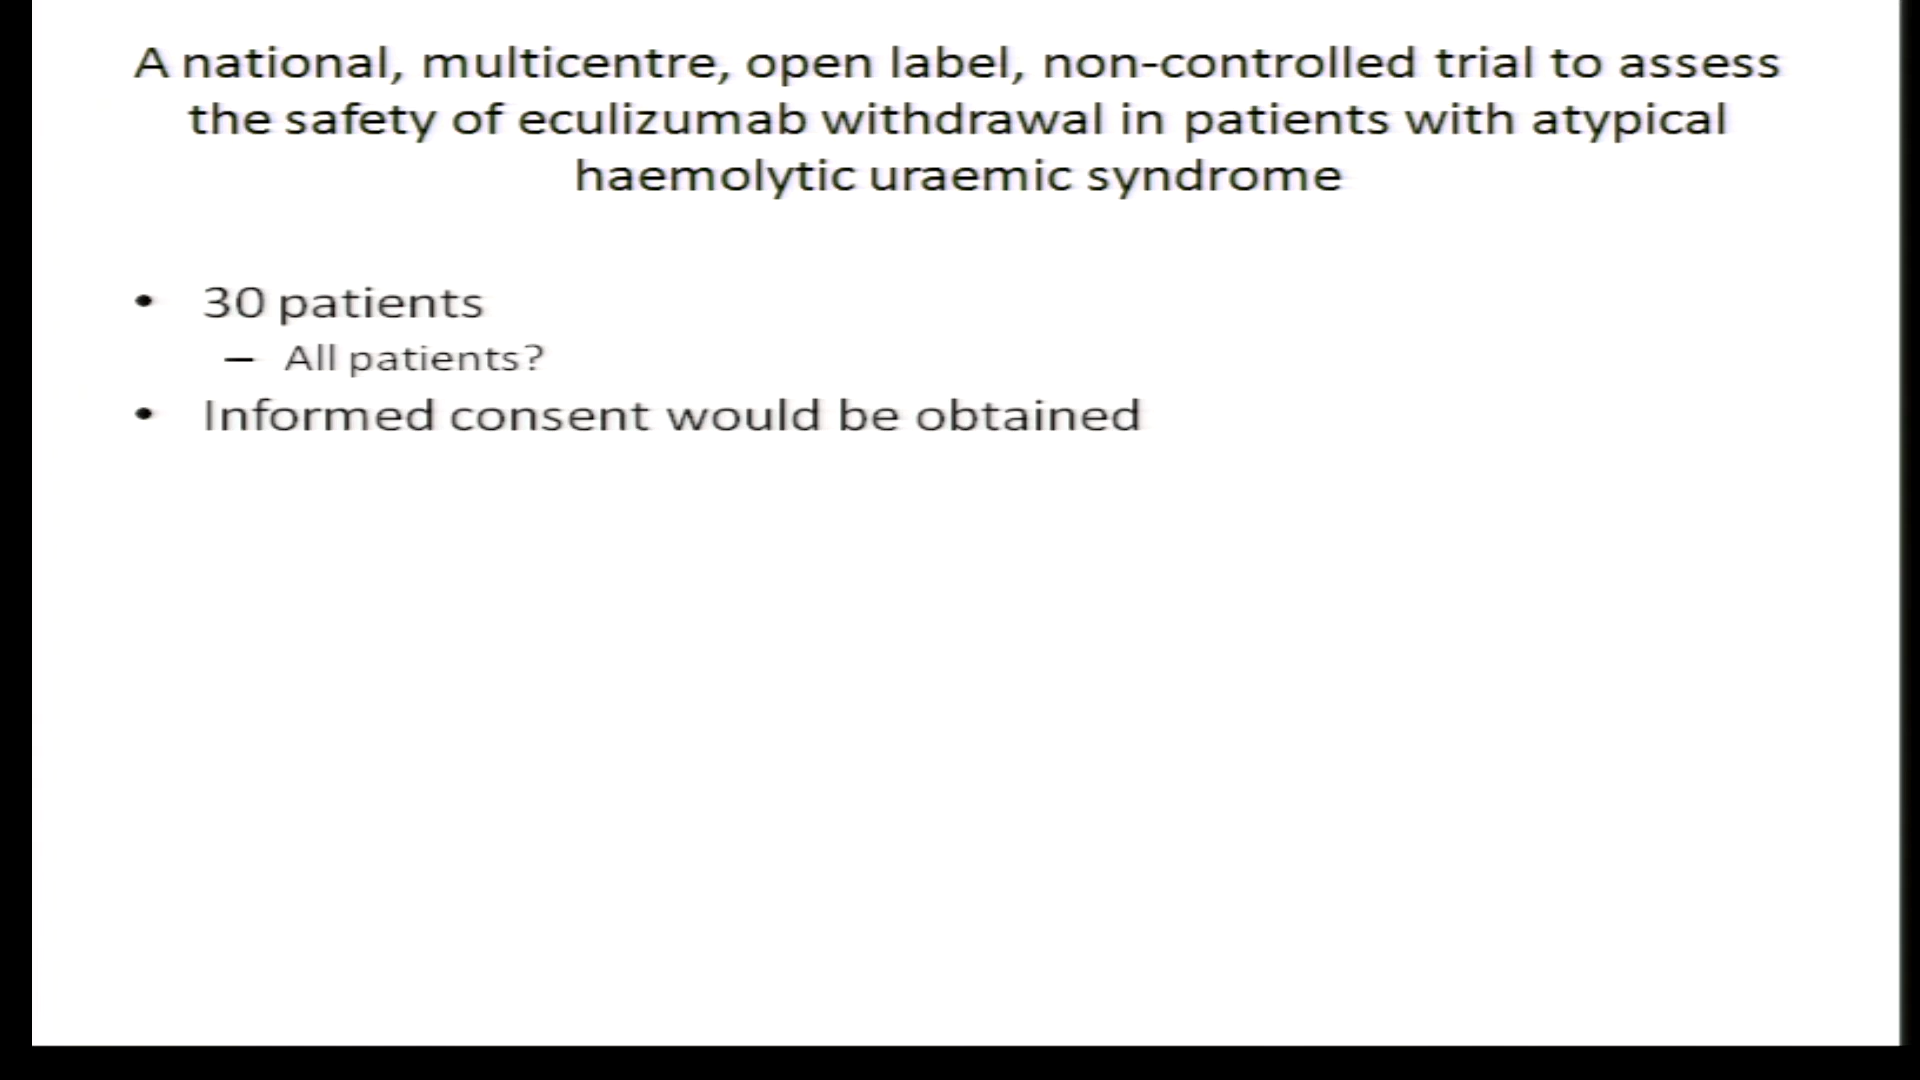 A national, multicentre, open label, non-controlled trial to assess
the safety of eculizumab withdrawal in patients with atypical
haemolytic uraemic syndrome
• 30 patients
– All patients?
• Informed consent would be obtained